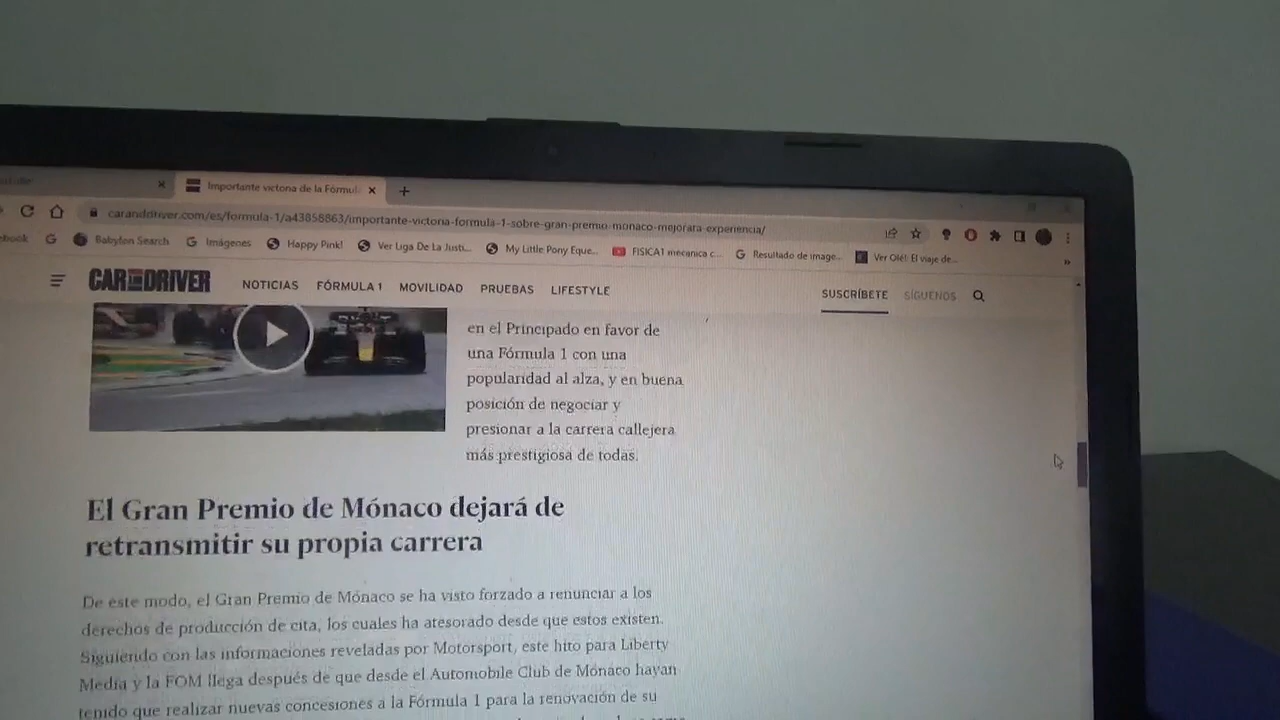 Importante victoria de la Fórmul
caranddriver.com/es/formula-1/a43858863/importante-victoria-formula-1-sobre-gran-premio-monaco-mejorara-experiencia/
ebook Babylon Search Imágenes Happy Pink! Ver Liga De La Justi... My Little Pony Eque... FISICA1 mecanica c... Resultado de image... Ver Olé! El viaje de...
CAR AND DRIVER NOTICIAS FÓRMULA 1 MOVILIDAD PRUEBAS LIFESTYLE SUSCRÍBETE SÍGUENOS
en el Principado en favor de
una Fórmula 1 con una
popularidad al alza, y en buena
posición de negociar y
presionar a la carrera callejera
más prestigiosa de todas.
El Gran Premio de Mónaco dejará de
retransmitir su propia carrera
De este modo, el Gran Premio de Mónaco se ha visto forzado a renunciar a los
derechos de producción de cita, los cuales ha atesorado desde que estos existen.
Siguiendo con las informaciones reveladas por Motorsport, este hito para Liberty
Media y la FOM llega después de que desde el Automobile Club de Mónaco hayan
tenido que realizar nuevas concesiones a la Fórmula 1 para la renovación de su